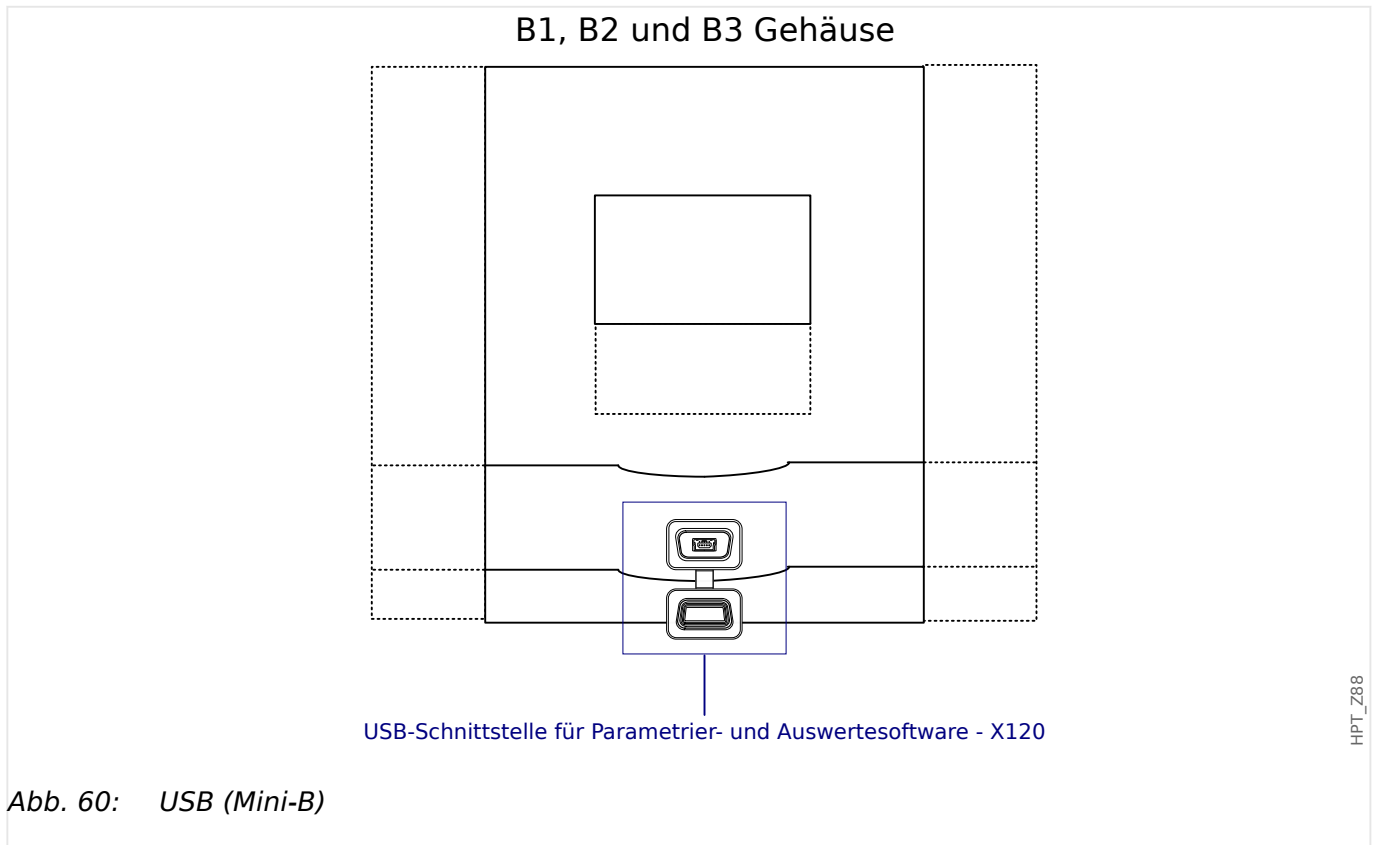 B1, B2 und B3 Gehäuse
USB-Schnittstelle für Parametrier- und Auswertesoftware - X120
HPT_Z88
Abb. 60: USB (Mini-B)